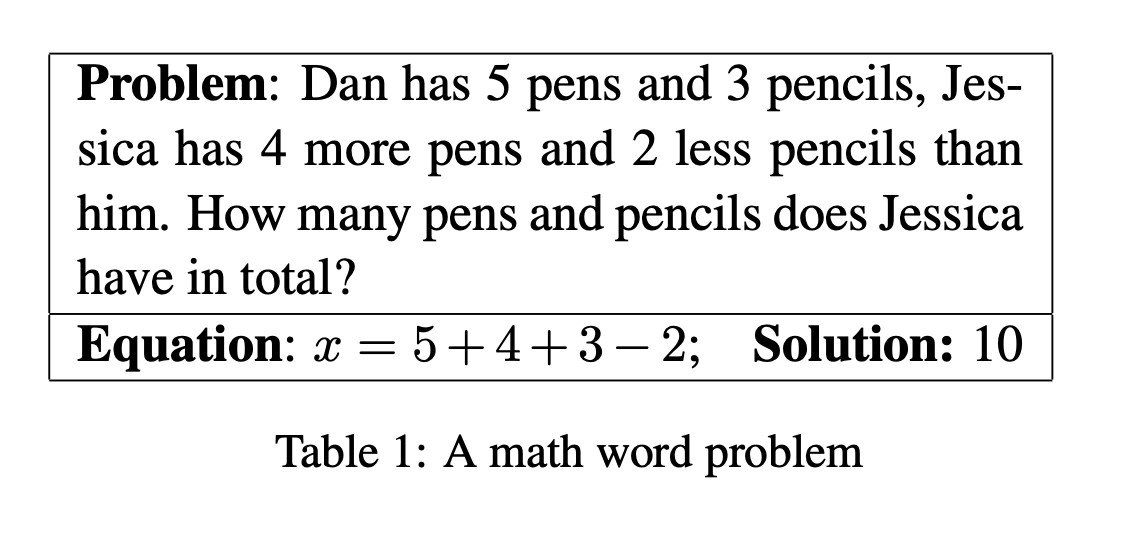 Problem: Dan has 5 pens and 3 pencils, Jes-
sica has 4 more pens and 2 less pencils than
him. How many pens and pencils does Jessica
have in total?
Equation: x = 5 + 4 + 3 − 2; Solution: 10
Table 1: A math word problem